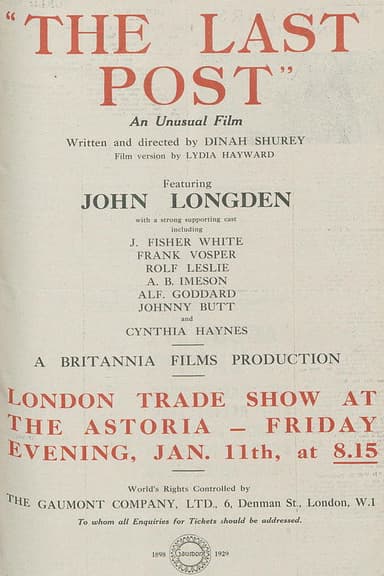 "THE LAST
POST"
An Unusual Film
Written and directed by DINAH SHUREY
Film version by LYDIA HAYWARD
Featuring
JOHN LONGDEN
with a strong supporting cast
including
J. FISHER WHITE
FRANK VOSPER
ROLF LESLIE
A. B. IMESON
ALF. GODDARD
JOHNNY BUTT
and
CYNTHIA HAYNES
A BRITANNIA FILMS PRODUCTION
LONDON TRADE SHOW AT
THE ASTORIA — FRIDAY
EVENING, JAN. 11th, at 8.15
World's Rights Controlled by
THE GAUMONT COMPANY, LTD., 6, Denman St., London, W.1
To whom all Enquiries for Tickets should be addressed.
1898 Gaumont 1929